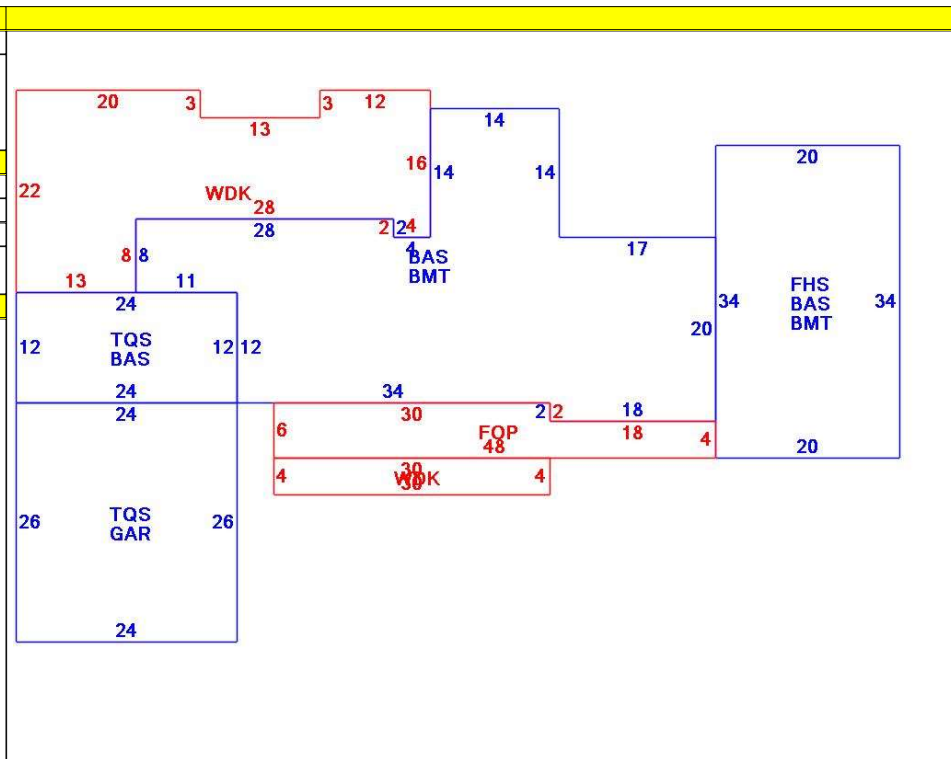 20 3 3 12
14
13
16 14 14
20
22
WDK
28
28 2 2 4
4
8 8 BAS
BMT
17
13 11
24
FHS
BAS
BMT
34 34
20
12 TQS 12 12
BAS
24
24
34
30
2 2 18
18
6 FOP 4
48
20
4 30 4
WDK
30
26 TQS 26
GAR
24